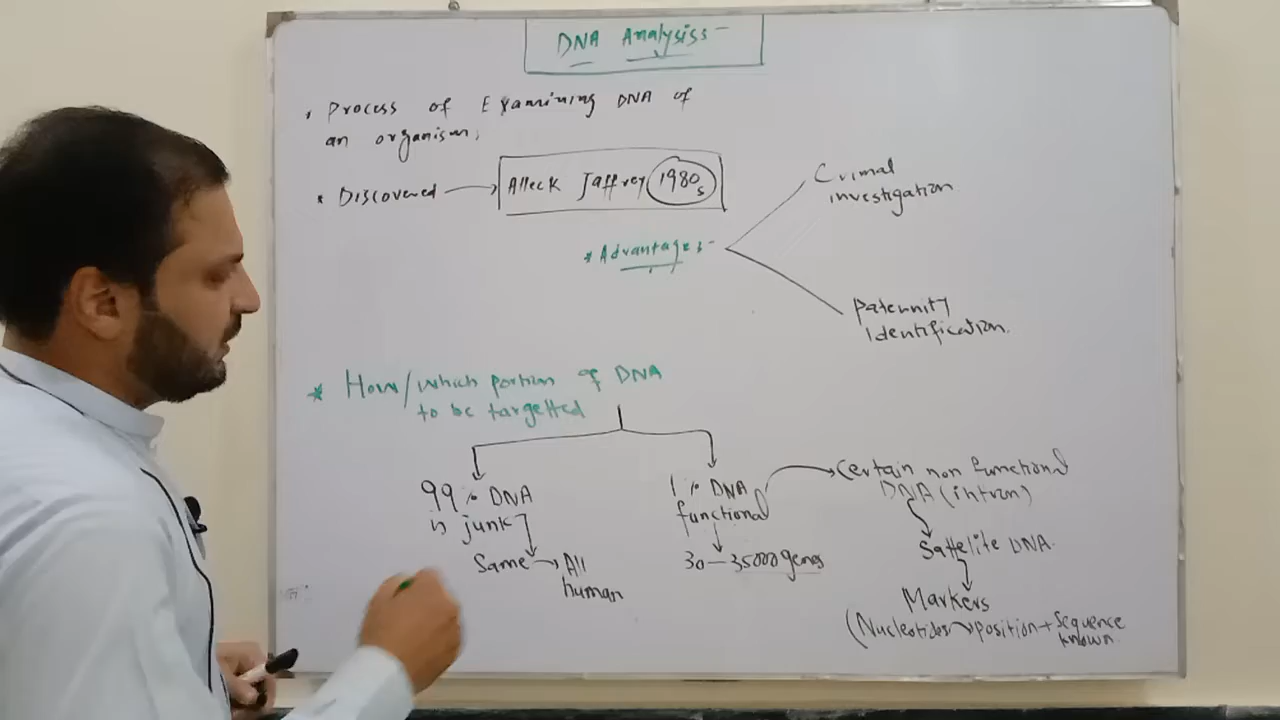 DNA Analysiss-
• Process of Examining DNA of
an organism,
• Discovered → Alleck Jaffrey 1980s
* Advantages:-
Crimal
investigation
Paternity
Identification.
* How/which portion of DNA
to be targetted
99% DNA
is junk
Same → All
human
1% DNA
functional
30-35000 genes
Certain non functional
DNA (intron)
Sattelite DNA.
Markers
(Nucleotides → position + Sequence
known.